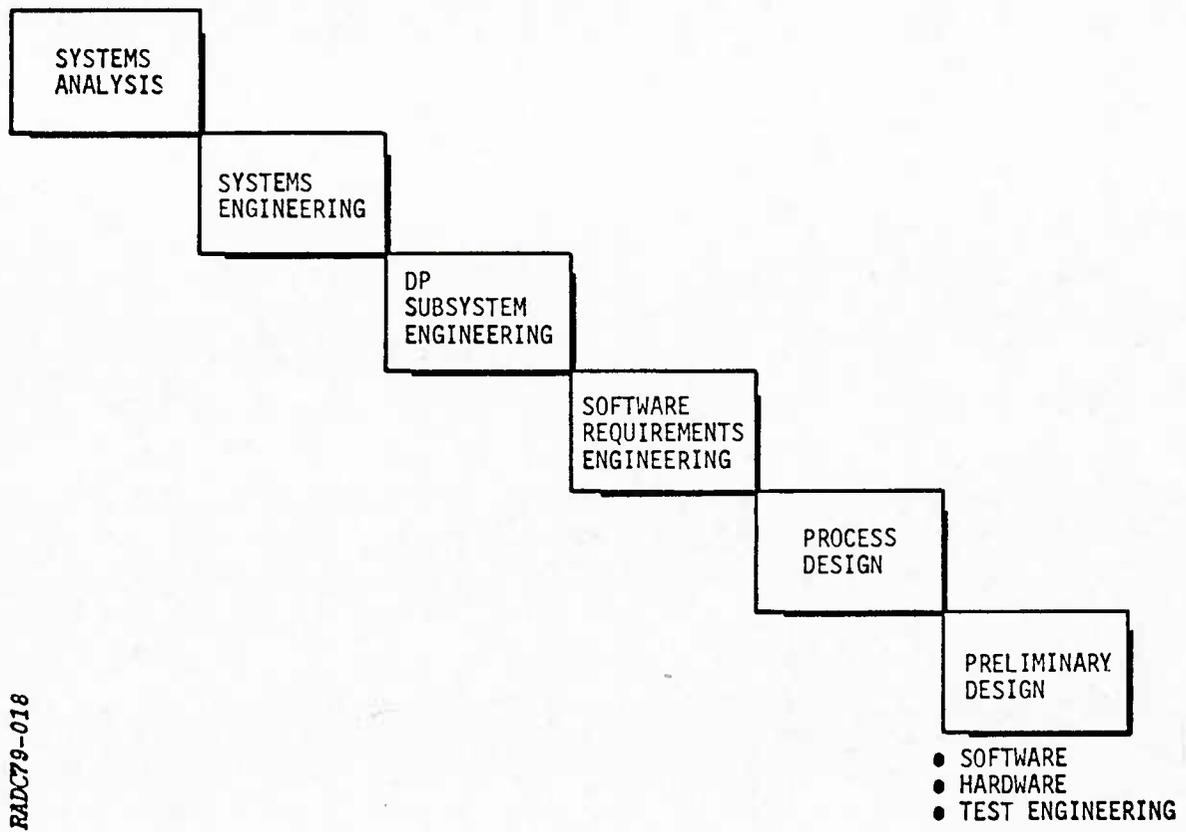 SYSTEMS
ANALYSIS
SYSTEMS
ENGINEERING
DP
SUBSYSTEM
ENGINEERING
SOFTWARE
REQUIREMENTS
ENGINEERING
PROCESS
DESIGN
PRELIMINARY
DESIGN
• SOFTWARE
• HARDWARE
• TEST ENGINEERING
RADC79-018